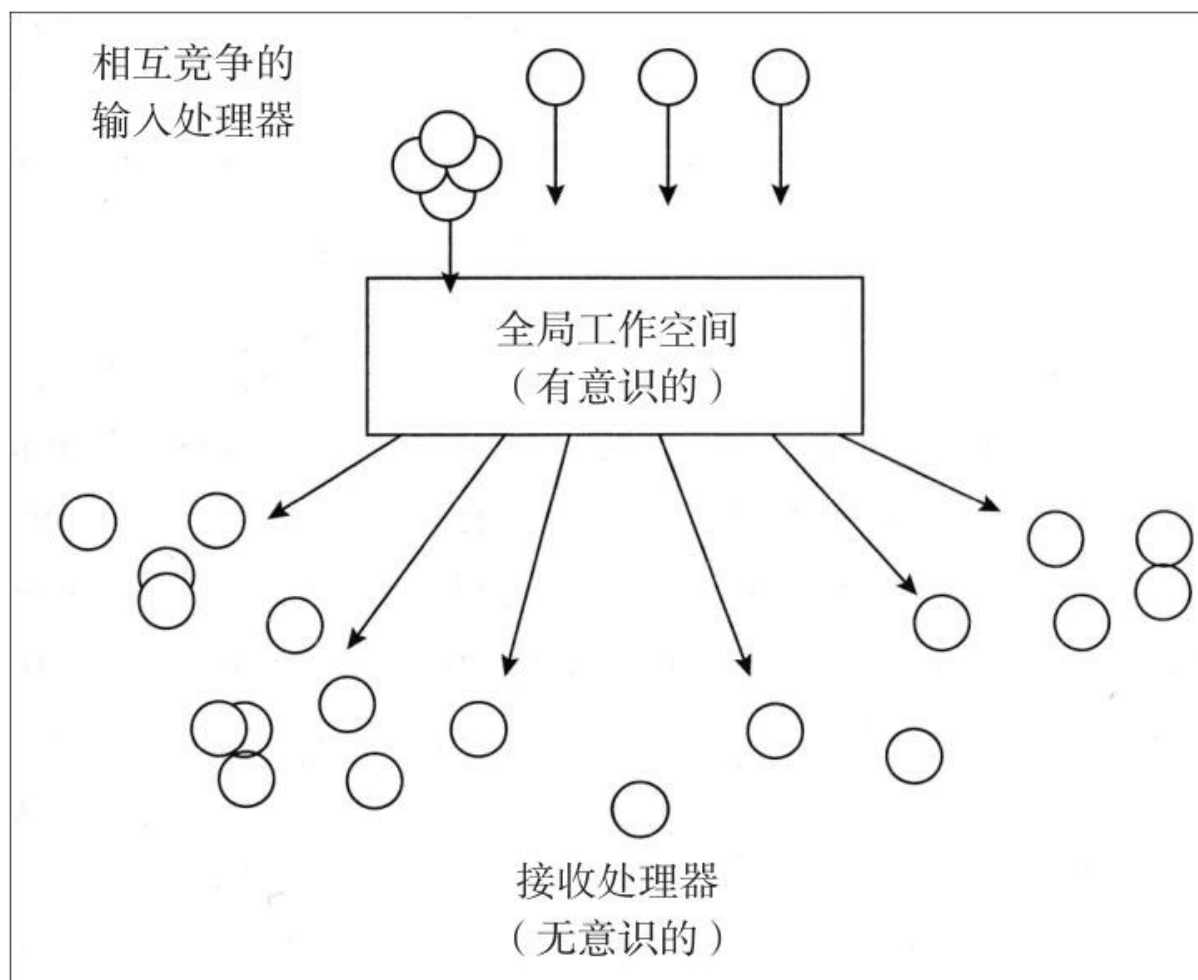 相互竞争的
输入处理器
全局工作空间
（有意识的）
接收处理器
（无意识的）